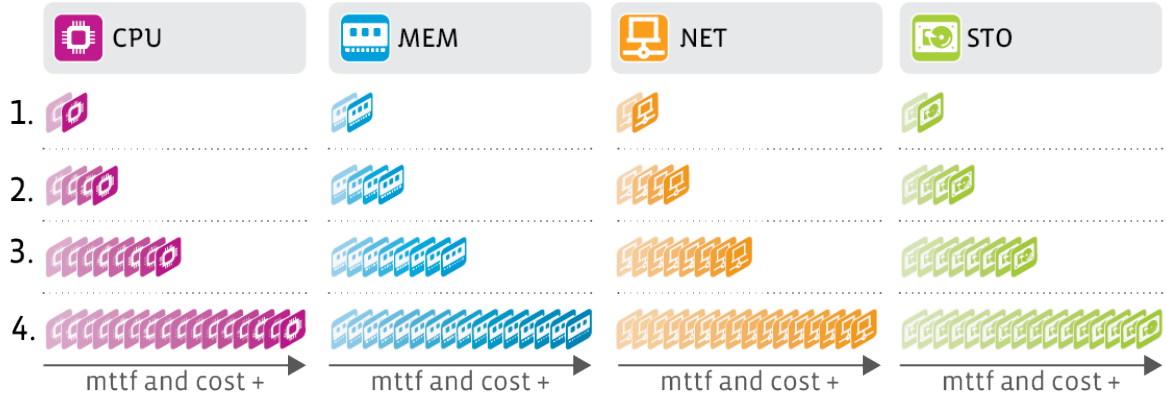 CPU MEM NET STO
1.
2.
3.
4.
mttf and cost + mttf and cost + mttf and cost + mttf and cost +